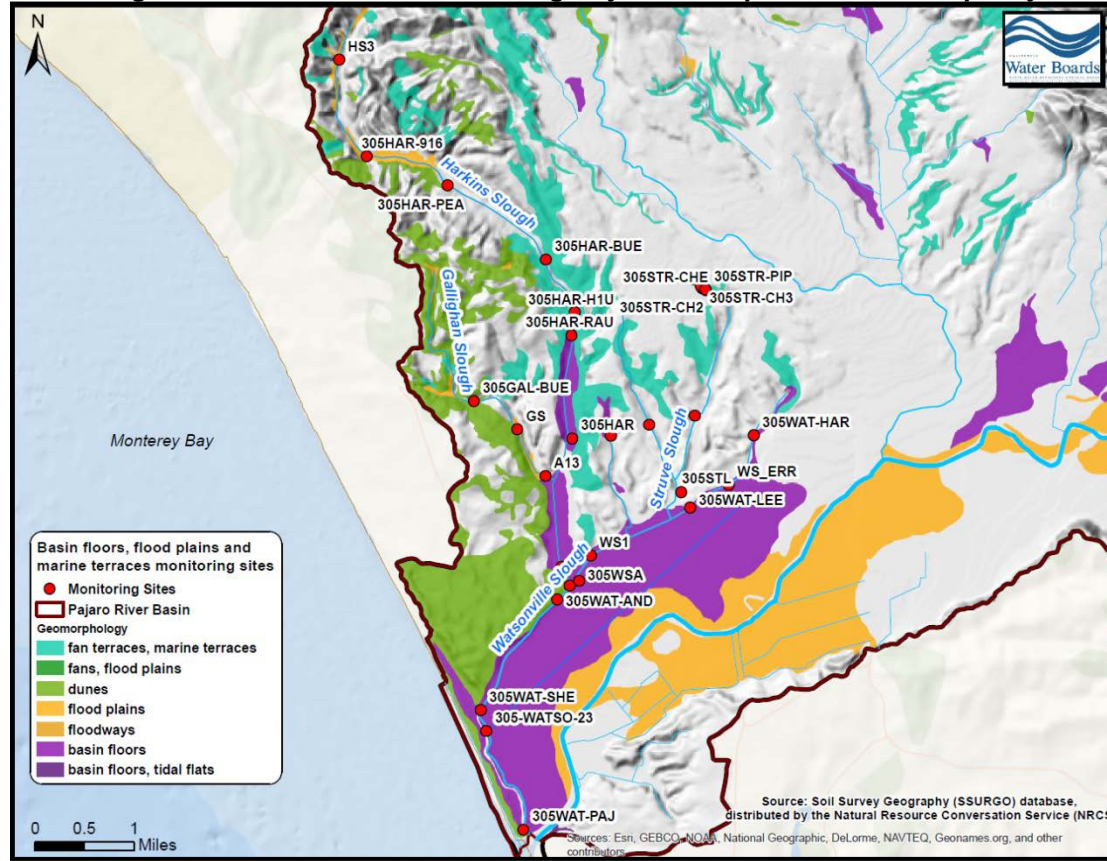 N
HS3
CALIFORNIA
Water Boards
305HAR-916
305HAR-PEA
Harkins Slough
305HAR-BUE
305STR-CHE
305STR-PIP
305STR-CH3
305STR-CH2
305HAR-H1U
305HAR-RAU
Gallighan Slough
305GAL-BUE
GS
305HAR
305WAT-HAR
Monterey Bay
A13
Struve Slough
WS_ERR
305STL
305WAT-LEE
WS1
305WSA
Watsonville Slough
305WAT-AND
305WAT-SHE
305-WATSO-23
305WAT-PAJ
Basin floors, flood plains and
marine terraces monitoring sites
Monitoring Sites
Pajaro River Basin
Geomorphology
fan terraces, marine terraces
fans, flood plains
dunes
flood plains
floodways
basin floors
basin floors, tidal flats
0 0.5 1
Miles
Source: Soil Survey Geography (SSURGO) database,
distributed by the Natural Resource Conversation Service (NRCS
Sources: Esri, GEBCO, NOAA, National Geographic, DeLorme, NAVTEQ, Geonames.org, and other
contributors